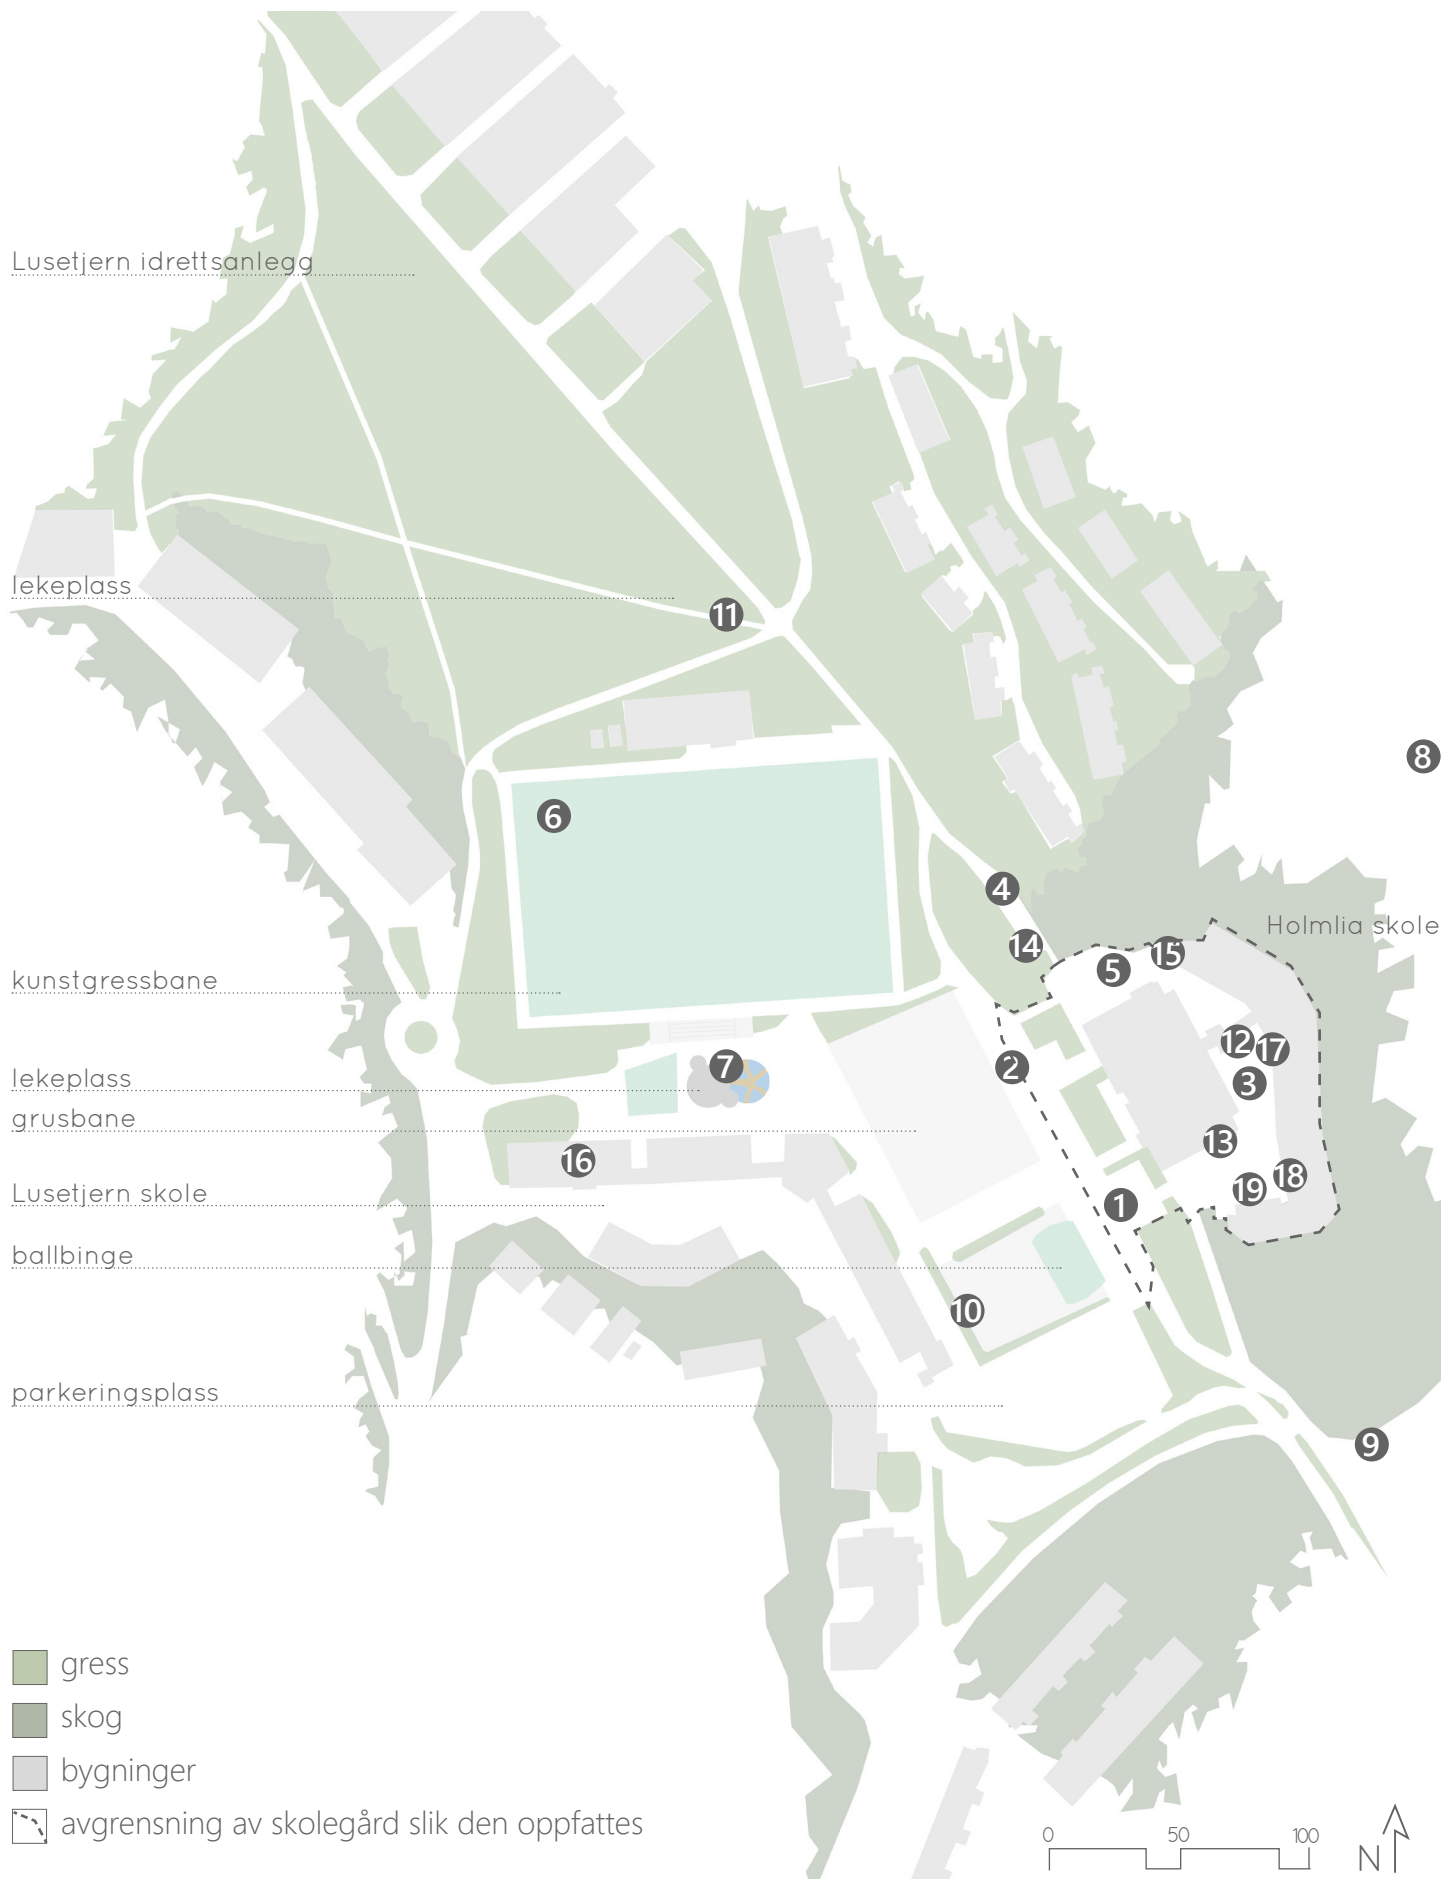 Lusetjern idrettsanlegg
lekeplass
11
8
6
4
14
15
5
Holmlia skole
kunstgressbane
12
17
2
7
3
lekeplass
grusbane
13
16
18
19
Lusetjern skole
1
ballbinge
10
parkeringsplass
9
gress
skog
bygninger
avgrensning av skolegård slik den oppfattes
0 50 100
N